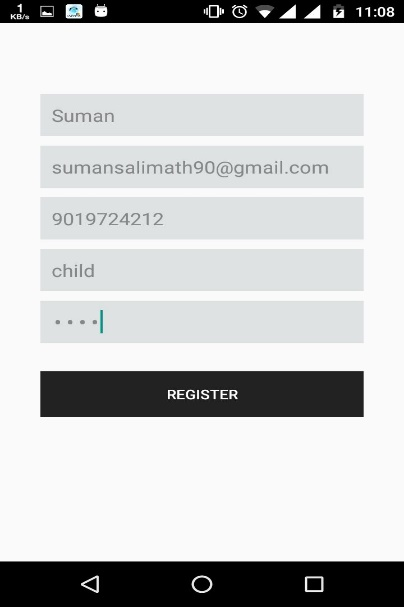 1
KB/s
11:08
Suman
sumansalimath90@gmail.com
9019724212
child
••••
REGISTER